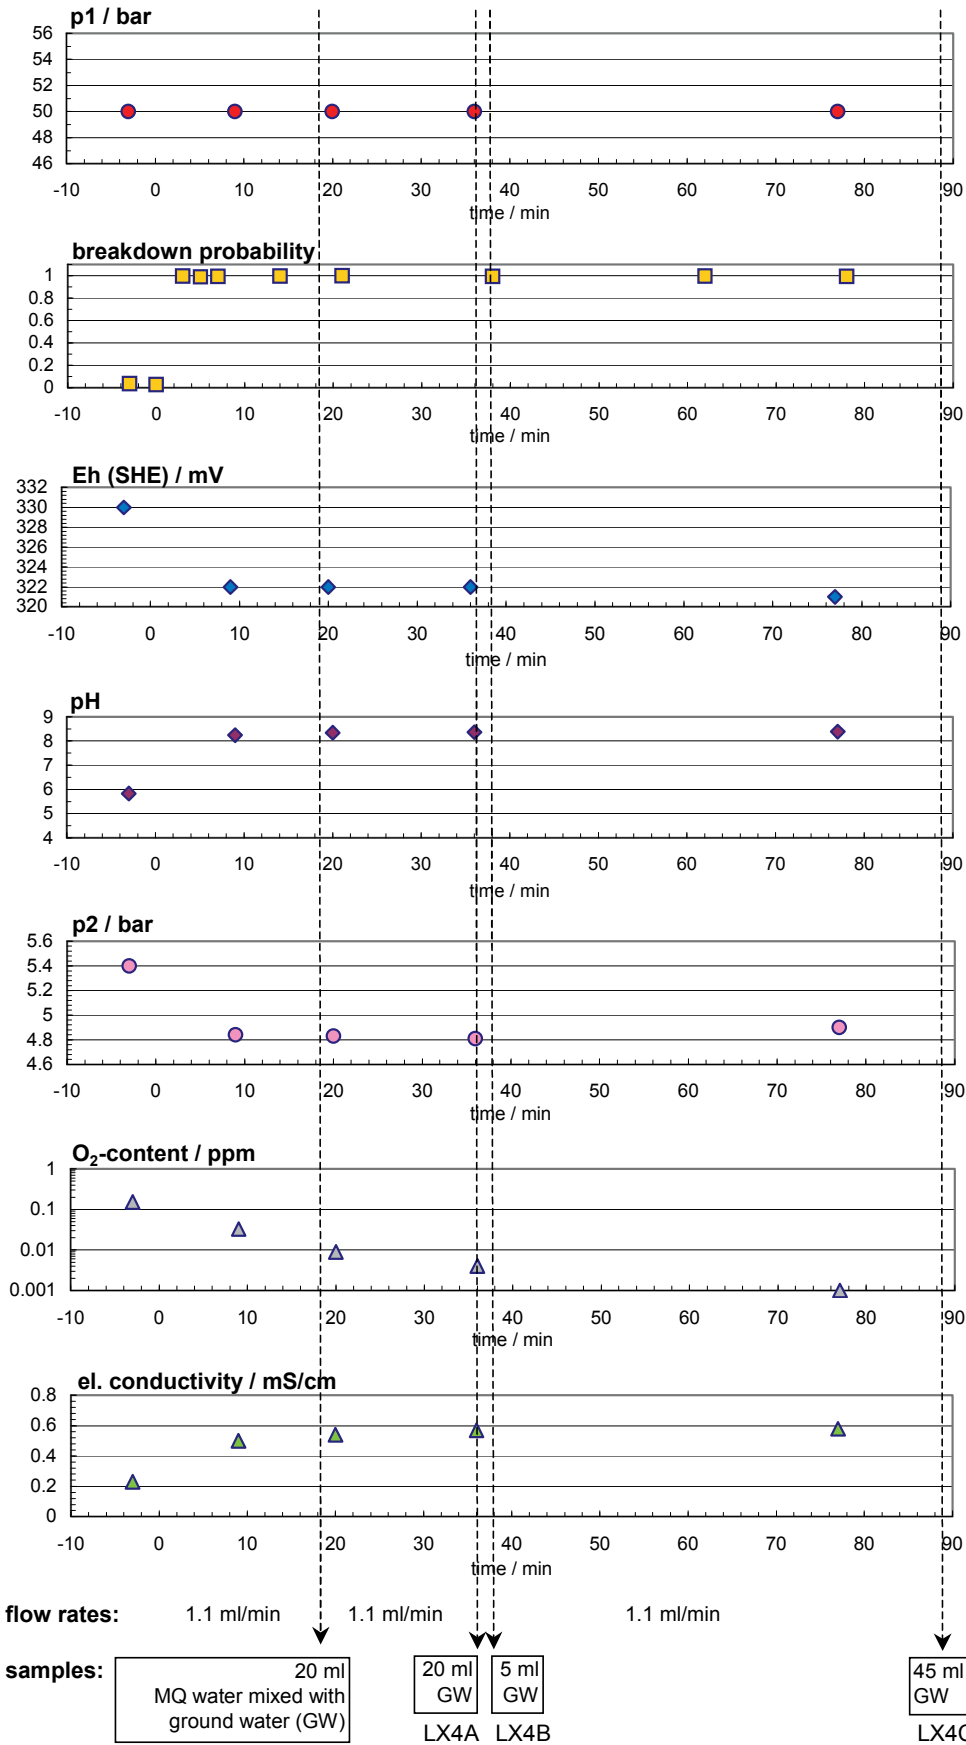 p1 / bar
56
54
52
50
48
46
-10 0 10 20 30 40 50 60 70 80 90
time / min
breakdown probability
1
0.8
0.6
0.4
0.2
0
-10 0 10 20 30 40 50 60 70 80 90
time / min
Eh (SHE) / mV
332
330
328
326
324
322
320
-10 0 10 20 30 40 50 60 70 80 90
time / min
pH
9
8
7
6
5
4
-10 0 10 20 30 40 50 60 70 80 90
time / min
p2 / bar
5.6
5.4
5.2
5
4.8
4.6
-10 0 10 20 30 40 50 60 70 80 90
time / min
O₂-content / ppm
1
0.1
0.01
0.001
-10 0 10 20 30 40 50 60 70 80 90
time / min
el. conductivity / mS/cm
0.8
0.6
0.4
0.2
0
-10 0 10 20 30 40 50 60 70 80 90
time / min
flow rates: 1.1 ml/min 1.1 ml/min 1.1 ml/min
samples:
20 ml
MQ water mixed with
ground water (GW)
20 ml
GW
LX4A
5 ml
GW
LX4B
45 ml
GW
LX4C